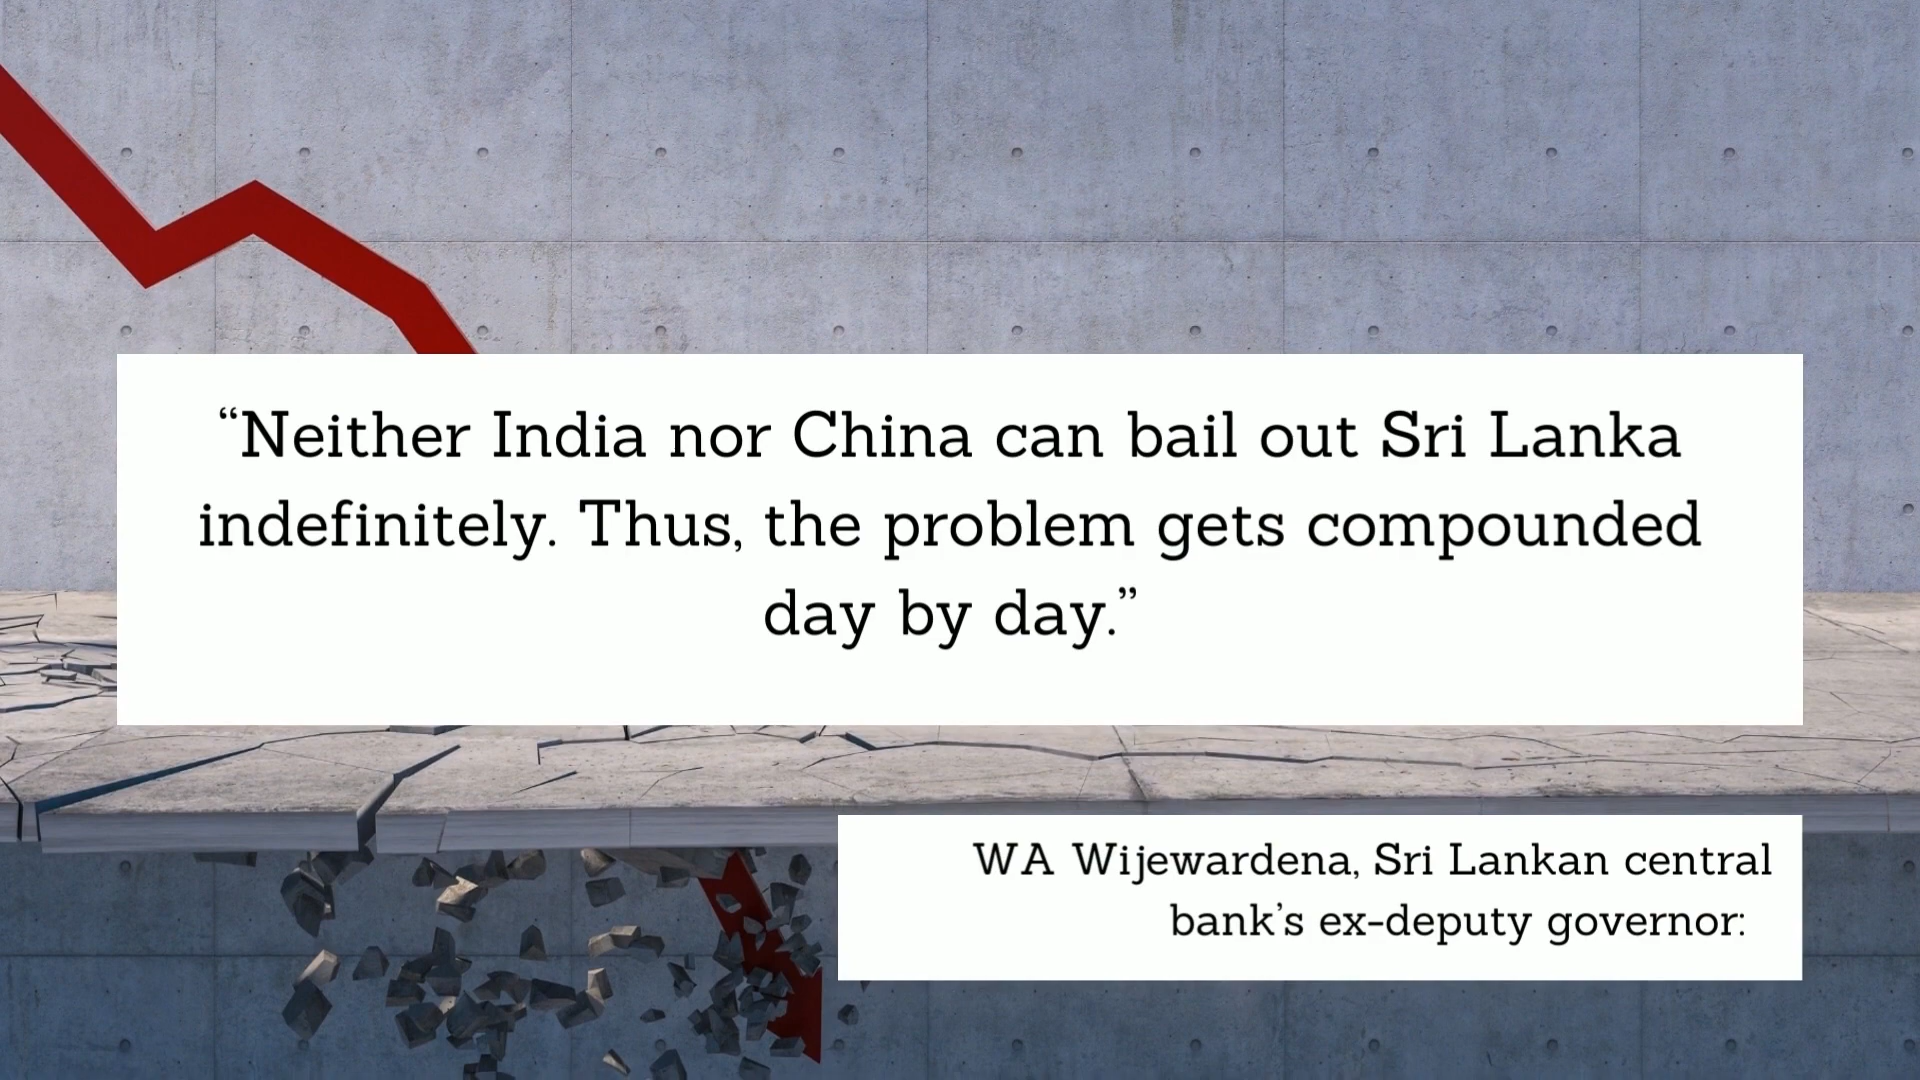 “Neither India nor China can bail out Sri Lanka
indefinitely. Thus, the problem gets compounded
day by day.”
WA Wijewardena, Sri Lankan central
bank’s ex-deputy governor: